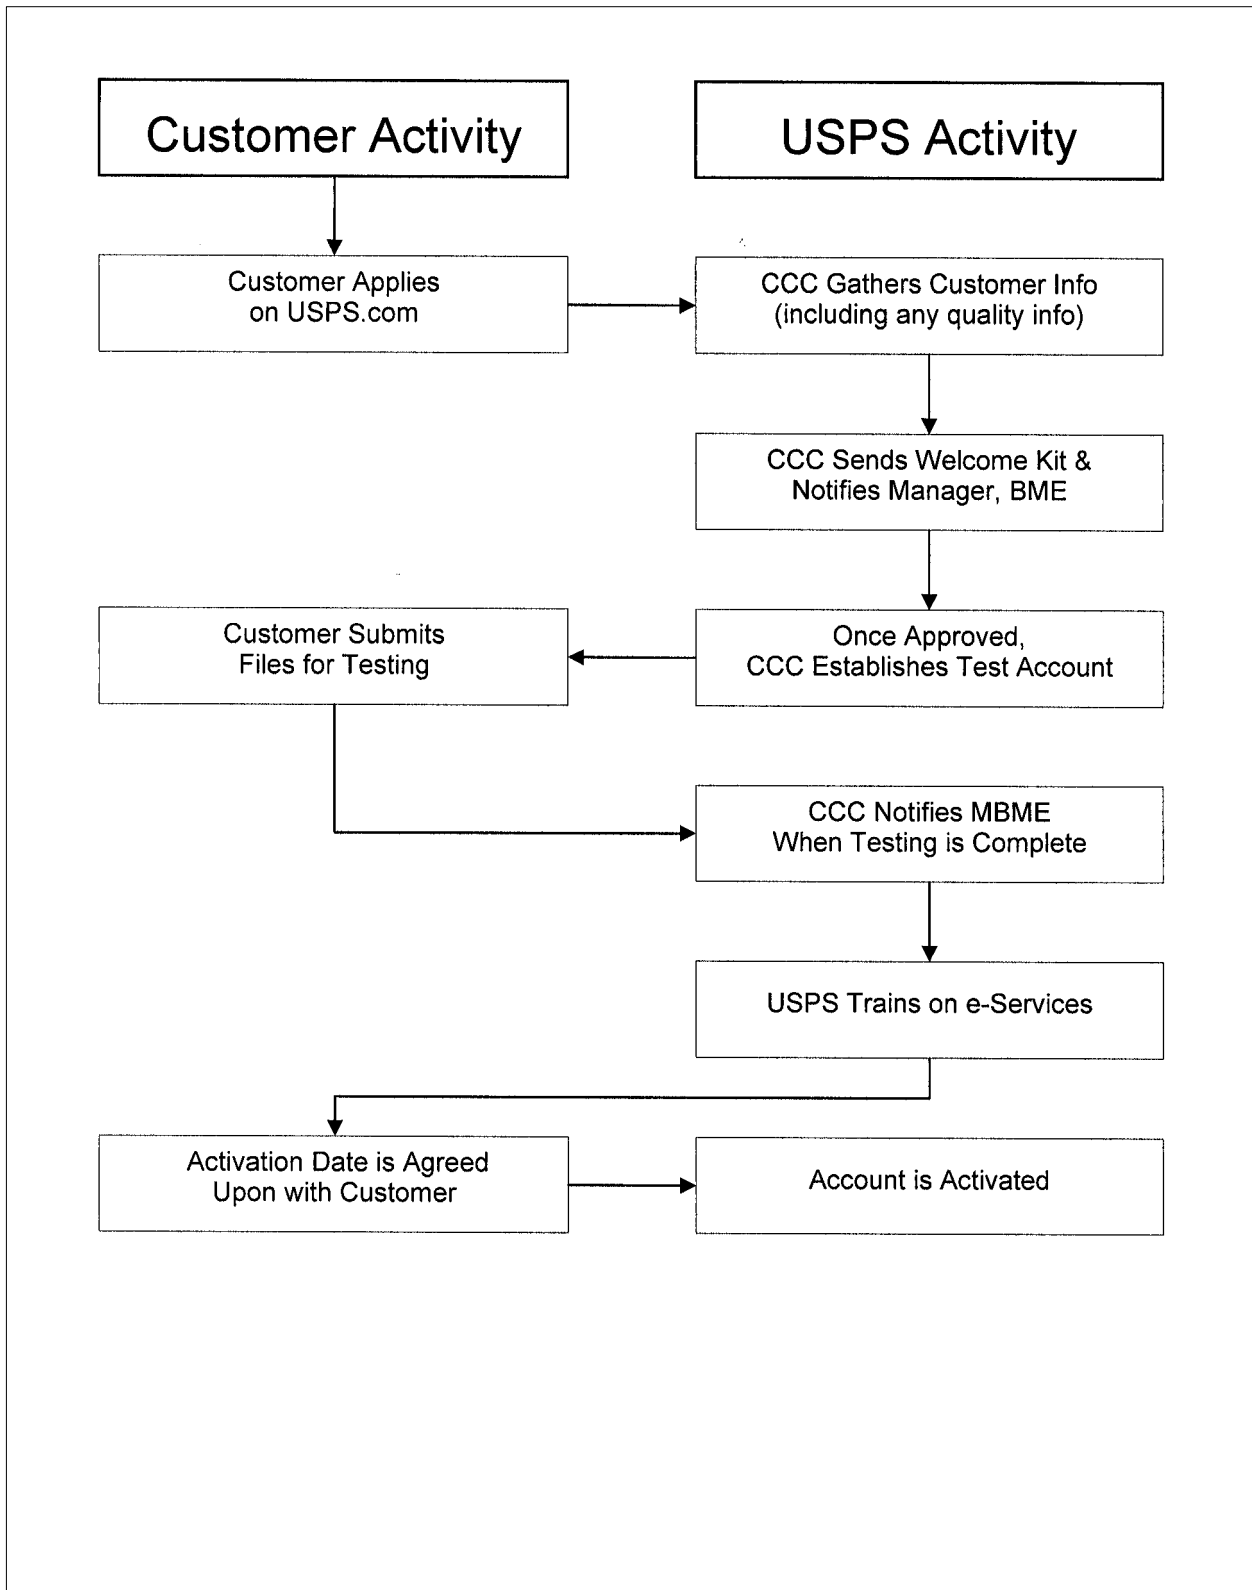 Customer Activity
USPS Activity
Customer Applies
on USPS.com
CCC Gathers Customer Info
(including any quality info)
CCC Sends Welcome Kit &
Notifies Manager, BME
Customer Submits
Files for Testing
Once Approved,
CCC Establishes Test Account
CCC Notifies MBME
When Testing is Complete
USPS Trains on e-Services
Activation Date is Agreed
Upon with Customer
Account is Activated